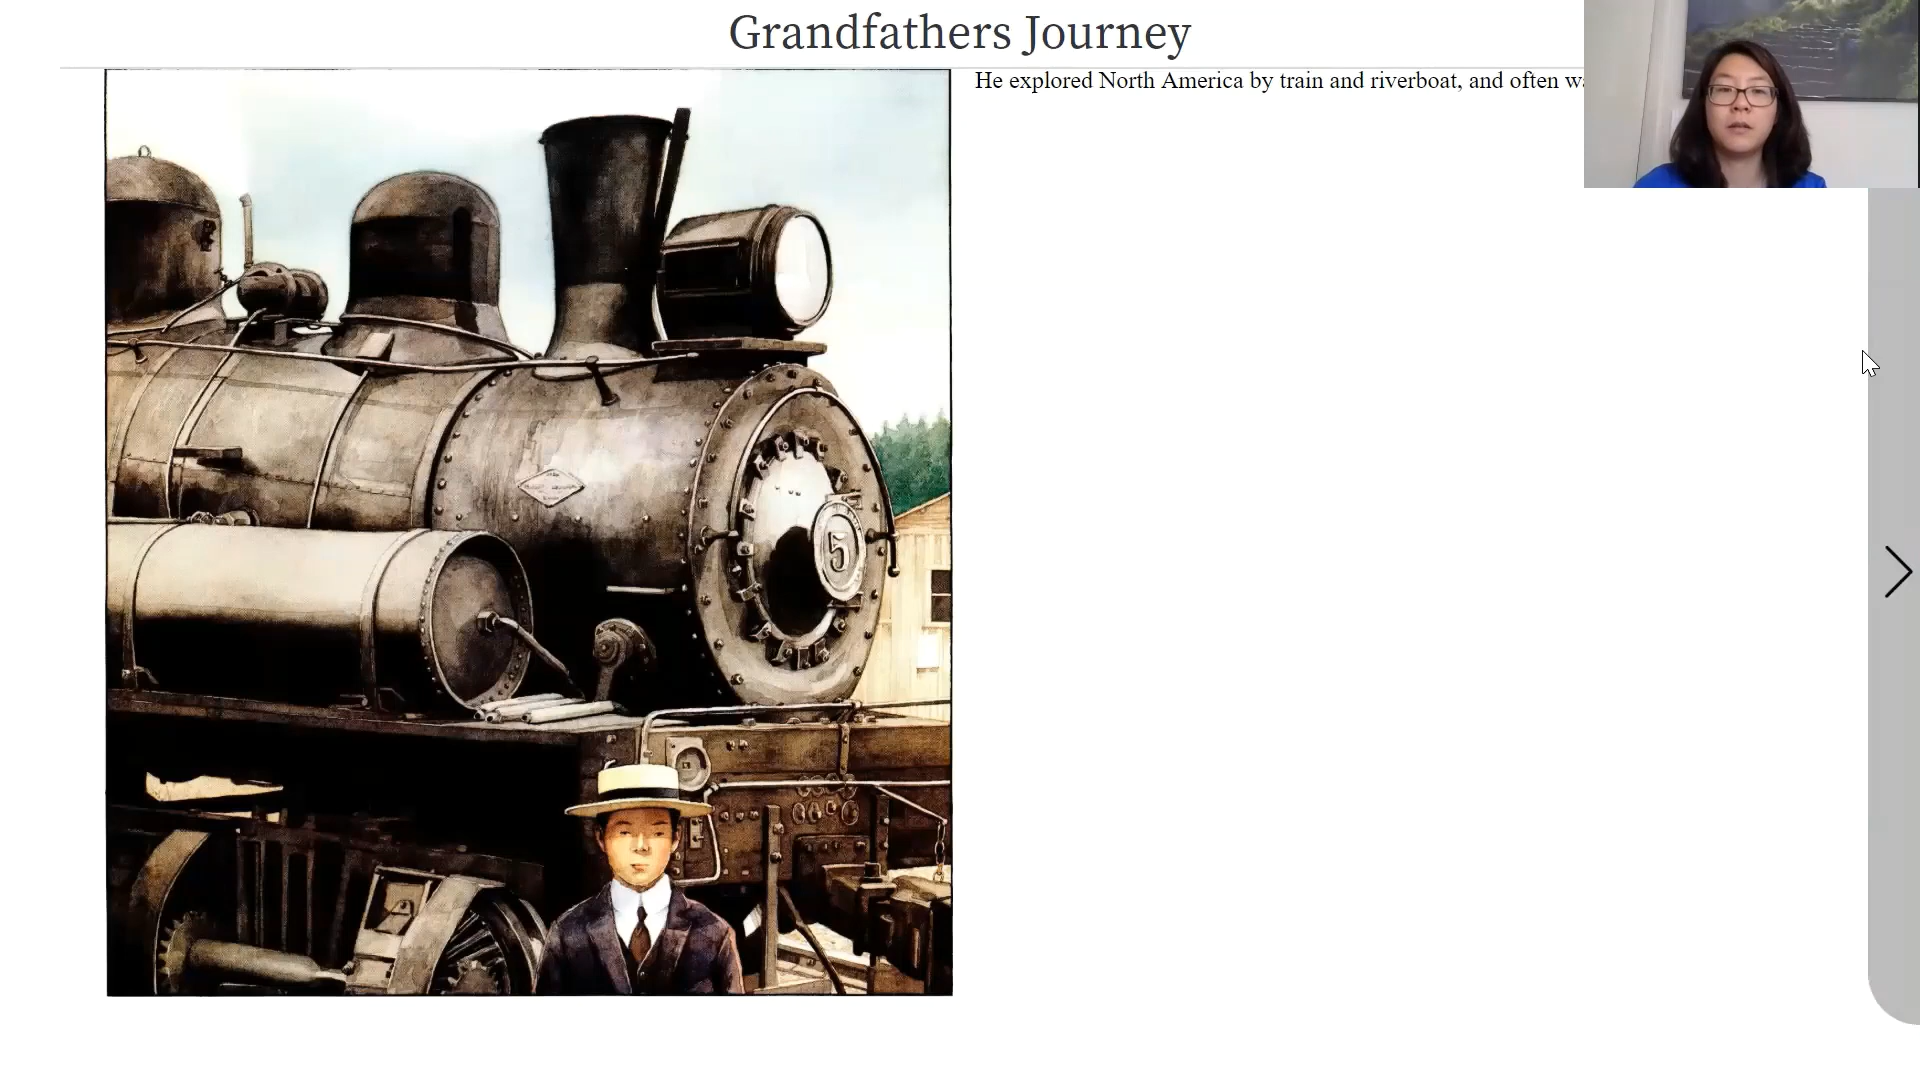 Grandfathers Journey
He explored North America by train and riverboat, and often
5